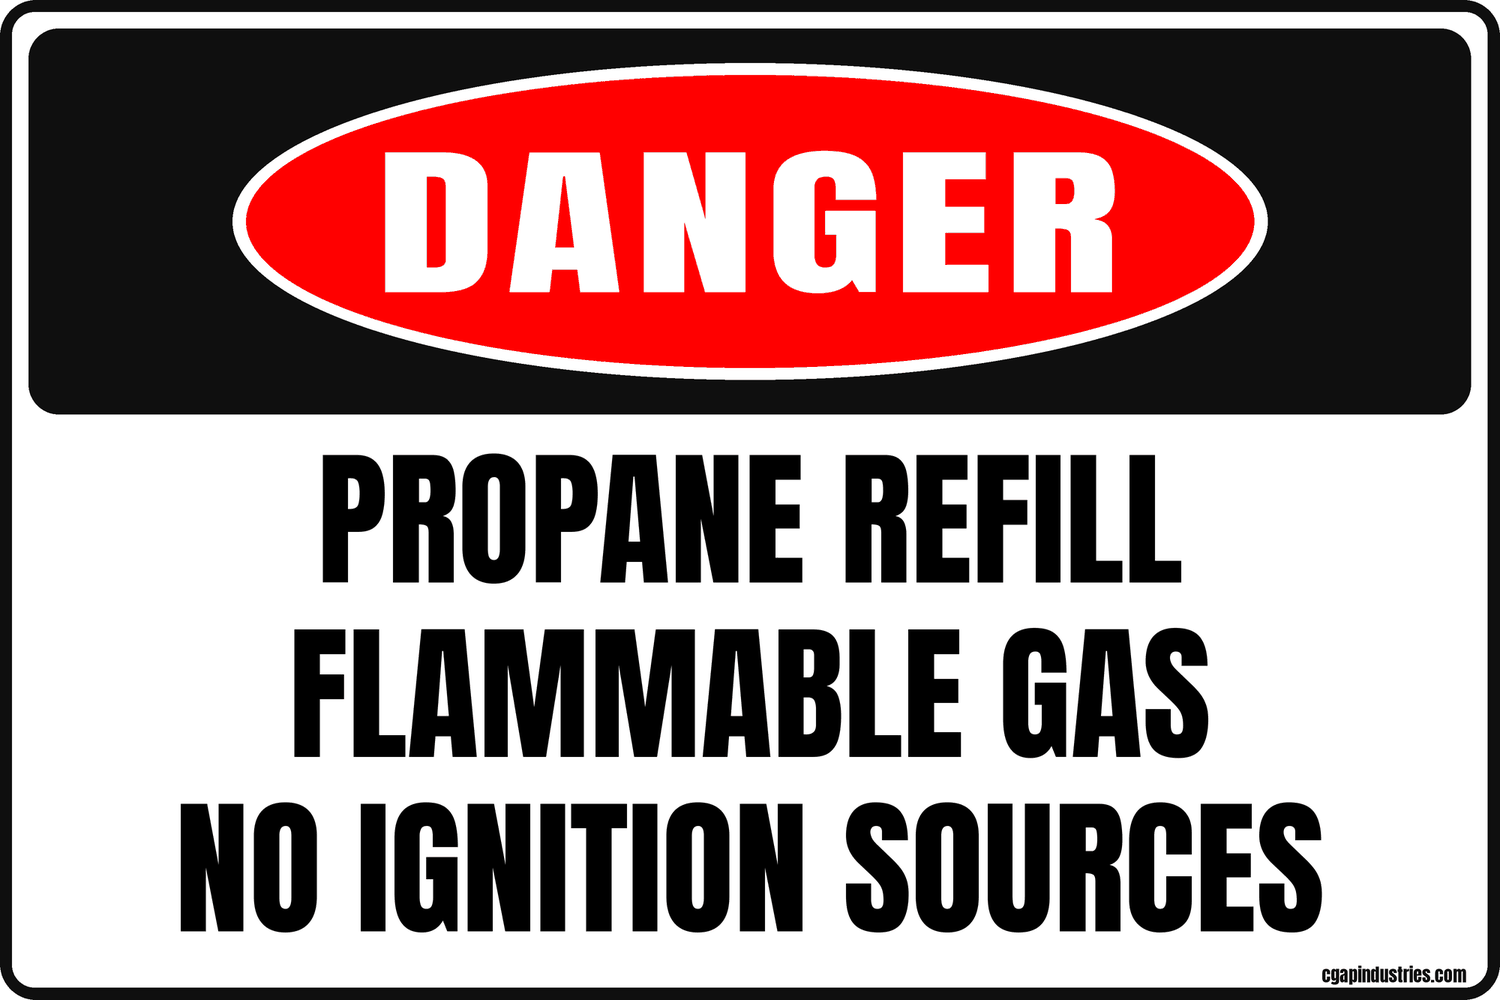 DANGER
PROPANE REFILL
FLAMMABLE GAS
NO IGNITION SOURCES
cgapindustries.com